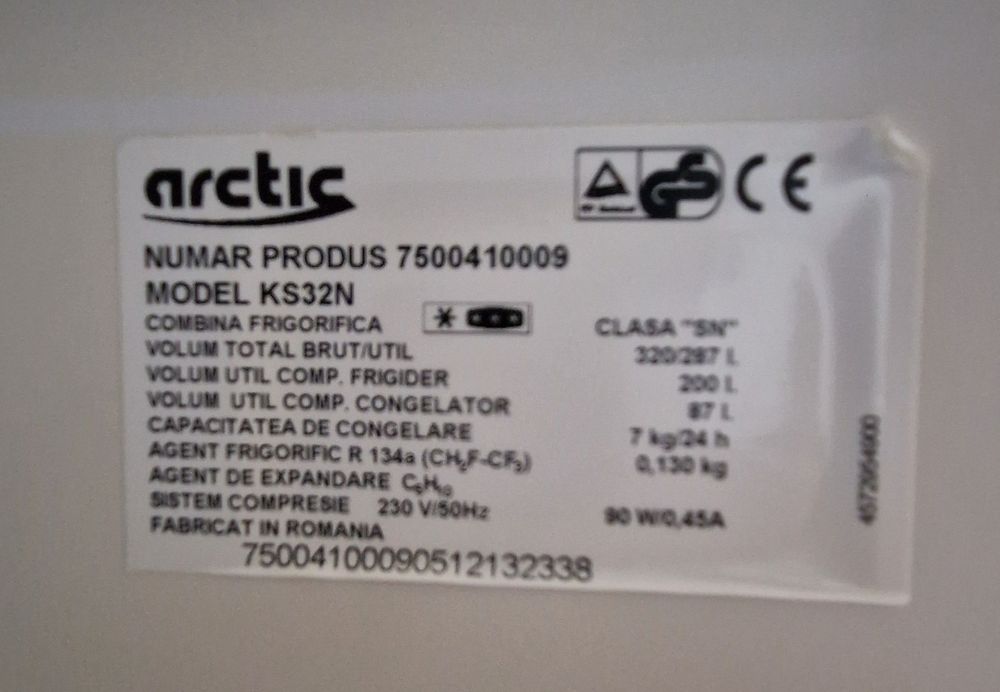 arctic
CE
NUMAR PRODUS 7500410009
MODEL KS32N
COMBINA FRIGORIFICA CLASA "SN"
VOLUM TOTAL BRUT/UTIL 320/287 L
VOLUM UTIL COMP. FRIGIDER 200 L
VOLUM UTIL COMP. CONGELATOR 87 L
CAPACITATEA DE CONGELARE 7 kg/24 h
AGENT FRIGORIFIC R 134a (CH₂F-CF₃) 0,130 kg
AGENT DE EXPANDARE C₅H₁₀
SISTEM COMPRESIE 230 V/50Hz 90 W/0,45A
FABRICAT IN ROMANIA
75004100090512132338